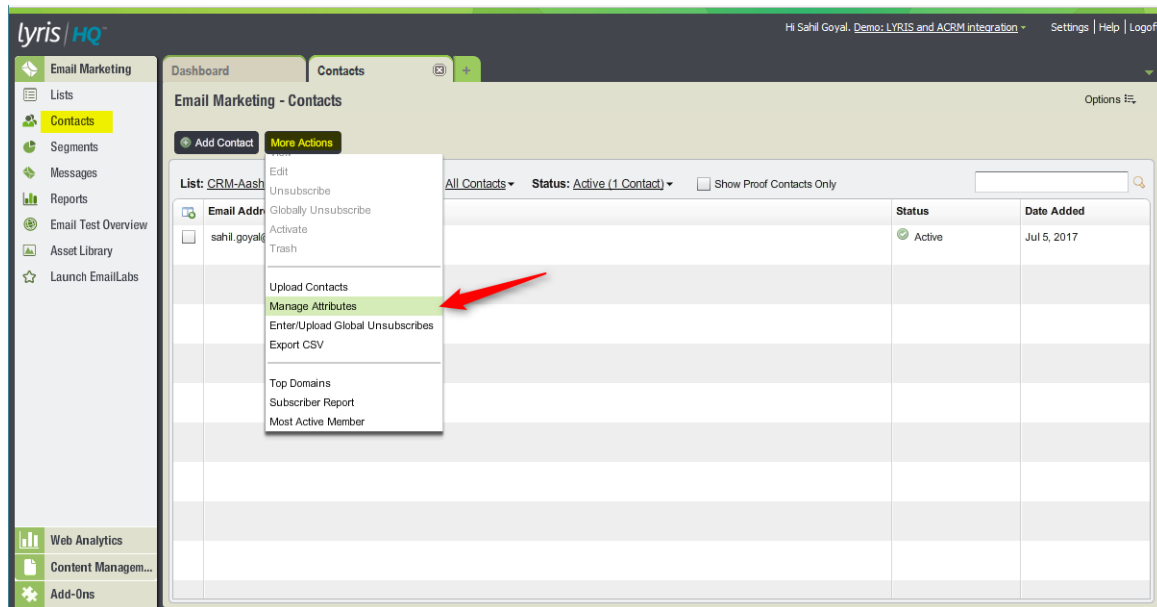 lyris HQ
Hi Sahil Goyal. Demo: LYRIS and ACRM integration
Settings | Help | Logoff
Email Marketing
Lists
Contacts
Segments
Messages
Reports
Email Test Overview
Asset Library
Launch EmailLabs
Web Analytics
Content Managem...
Add-Ons
Dashboard
Contacts
+
Email Marketing - Contacts
Options
Add Contact
More Actions
Edit
Unsubscribe
Globally Unsubscribe
Activate
Trash
Upload Contacts
Manage Attributes
Enter/Upload Global Unsubscribes
Export CSV
Top Domains
Subscriber Report
Most Active Member
List: CRM-Aash
All Contacts
Status: Active (1 Contact)
Show Proof Contacts Only
Email Addr
Status
Date Added
sahil.goyal@
Active
Jul 5, 2017